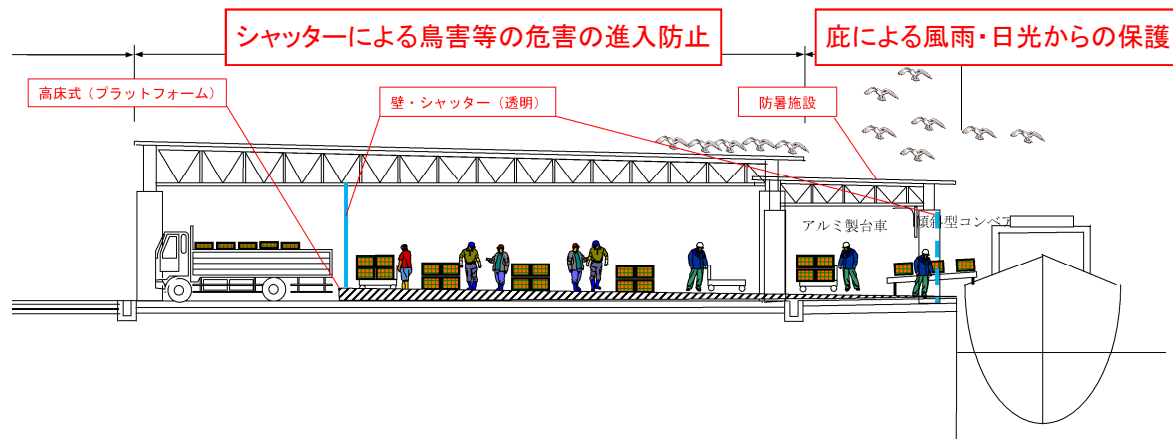 シャッターによる鳥害等の危害の進入防止
庇による風雨・日光からの保護
高床式（プラットフォーム）
壁・シャッター（透明）
防暑施設
アルミ製台車
傾斜型コンベア